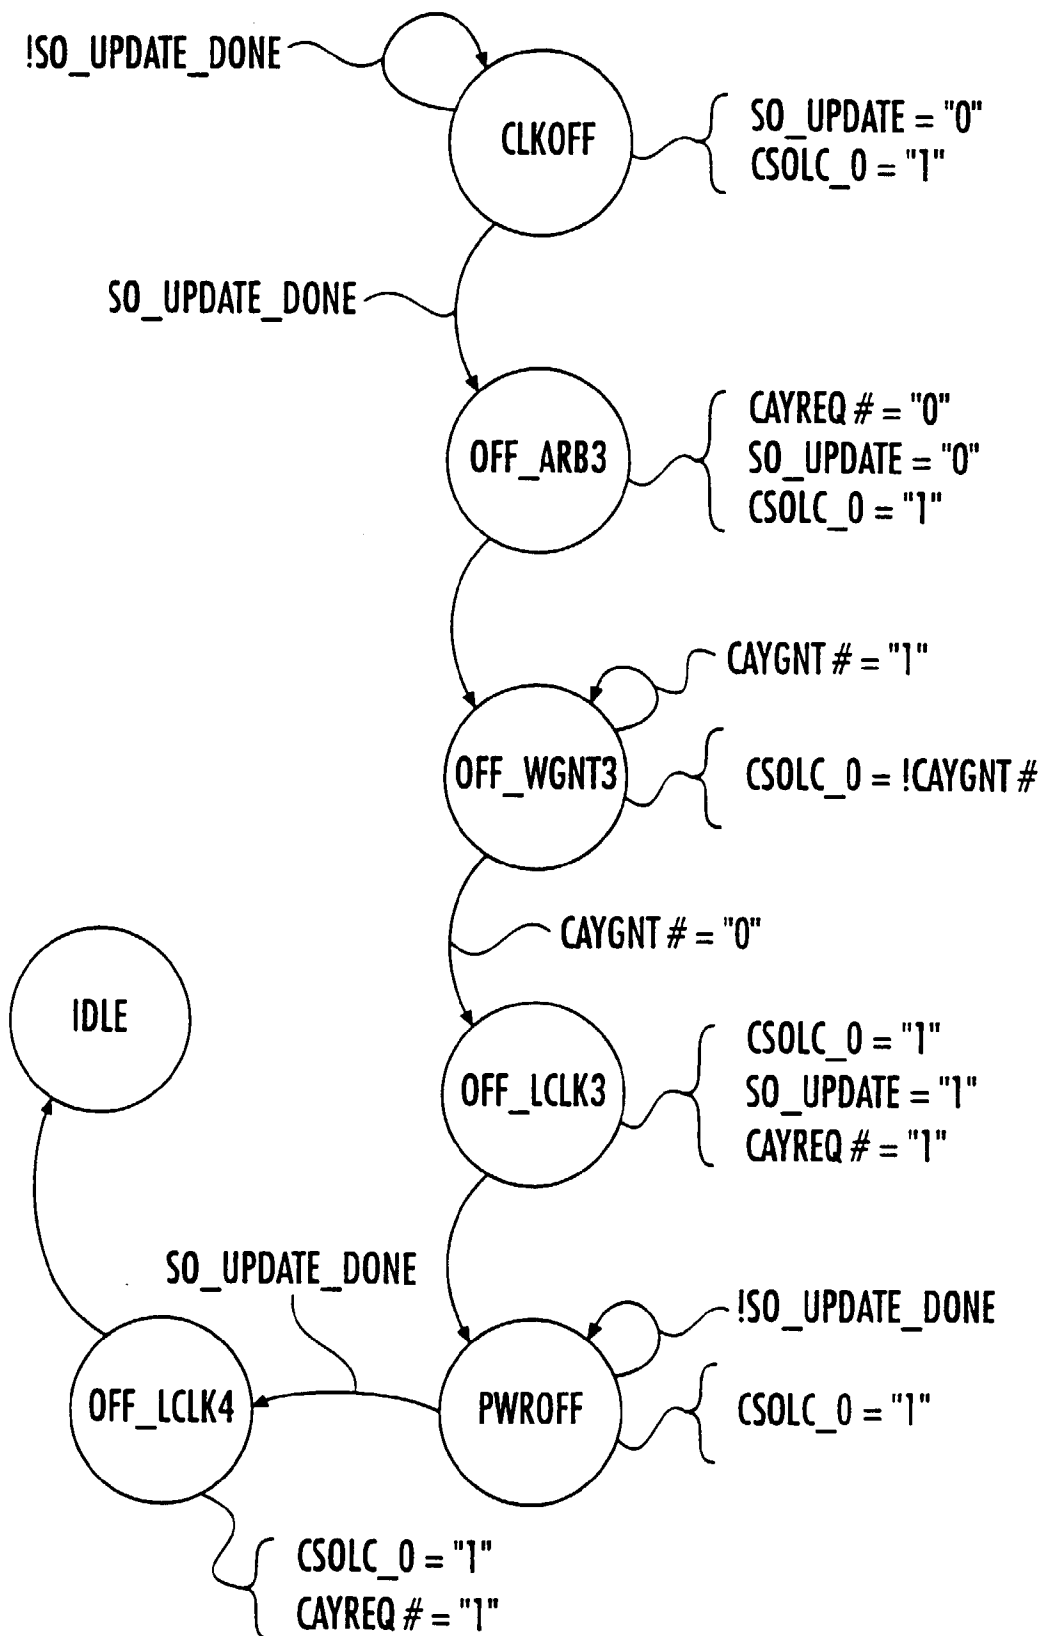 !SO_UPDATE_DONE
CLKOFF
SO_UPDATE = "0"
CSOLC_0 = "1"
SO_UPDATE_DONE
OFF_ARB3
CAYREQ # = "0"
SO_UPDATE = "0"
CSOLC_0 = "1"
CAYGNT # = "1"
OFF_WGNT3
CSOLC_0 = !CAYGNT #
CAYGNT # = "0"
IDLE
OFF_LCLK3
CSOLC_0 = "1"
SO_UPDATE = "1"
CAYREQ # = "1"
SO_UPDATE_DONE
!SO_UPDATE_DONE
OFF_LCLK4
PWROFF
CSOLC_0 = "1"
CSOLC_0 = "1"
CAYREQ # = "1"